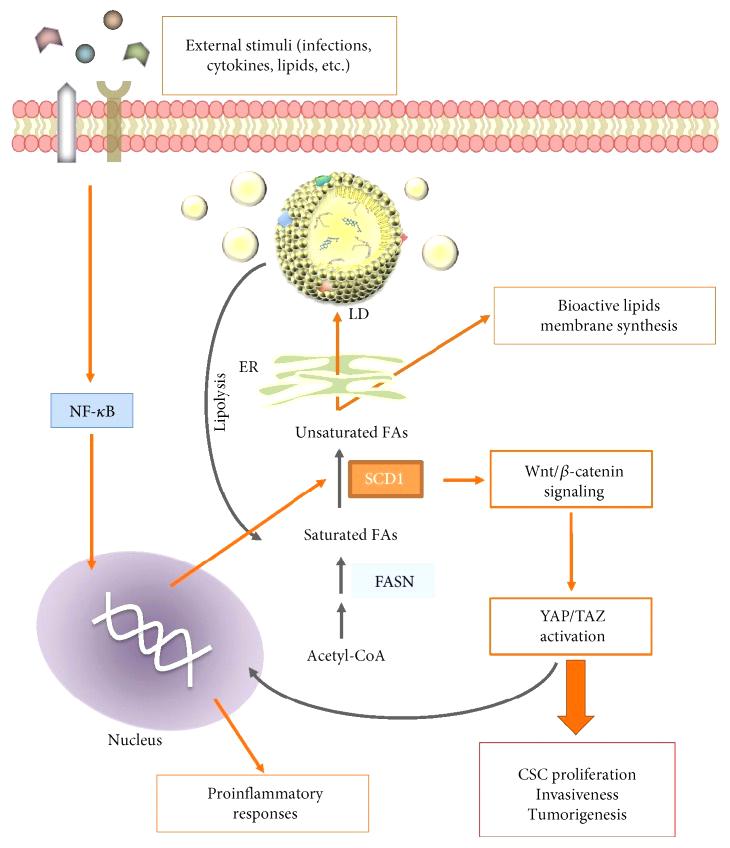 External stimuli (infections,
cytokines, lipids, etc.)
LD
Bioactive lipids
membrane synthesis
ER
Lipolysis
NF-κB
Unsaturated FAs
SCD1
Wnt/β-catenin
signaling
Saturated FAs
FASN
YAP/TAZ
activation
Acetyl-CoA
Nucleus
CSC proliferation
Invasiveness
Tumorigenesis
Proinflammatory
responses